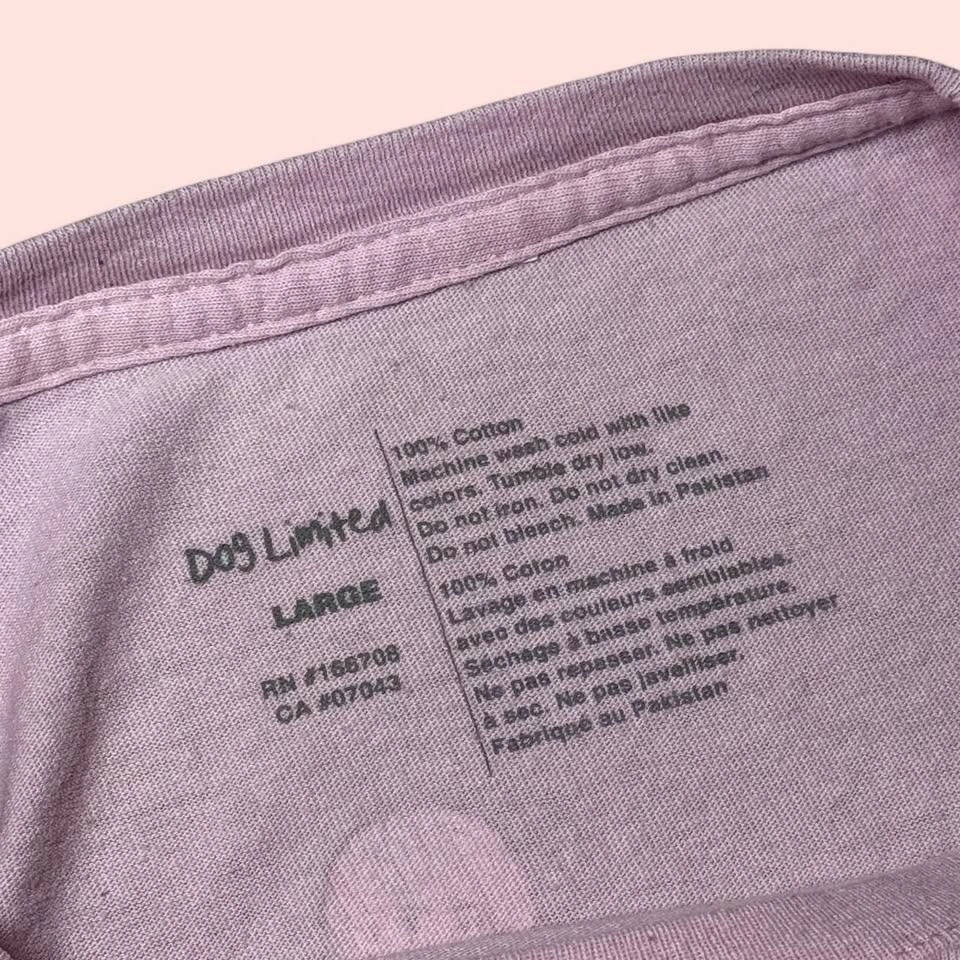 Dog Limited
LARGE
RN #166708
CA #07043
100% Cotton
Machine wash cold with like
colors. Tumble dry low.
Do not iron. Do not dry clean.
Do not bleach. Made in Pakistan
100% Coton
Lavage en machine à froid
avec des couleurs semblables.
Séchage à basse température.
Ne pas repasser. Ne pas nettoyer
à sec. Ne pas javelliser.
Fabriqué au Pakistan